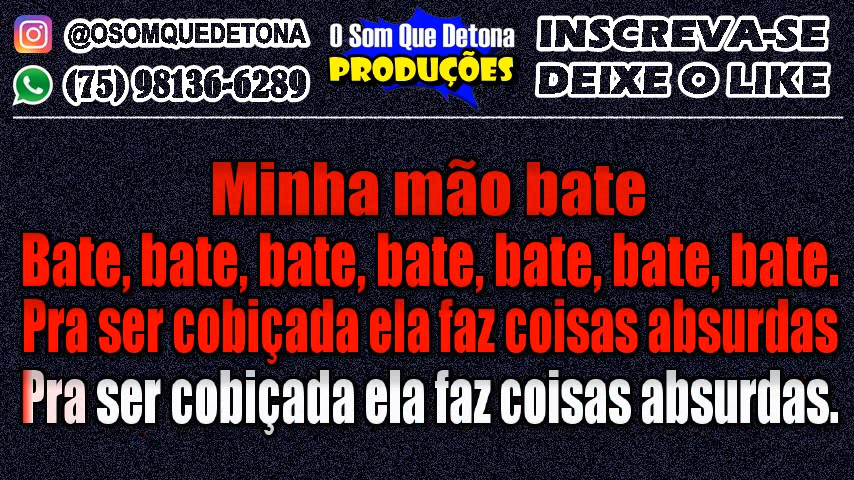 @OSOMQUEDETONA
(75) 98136-6289
O Som Que Detona
PRODUÇÕES
INSCREVA-SE
DEIXE O LIKE
Minha mão bate
Bate, bate, bate, bate, bate, bate, bate.
Pra ser cobiçada ela faz coisas absurdas
Pra ser cobiçada ela faz coisas absurdas.